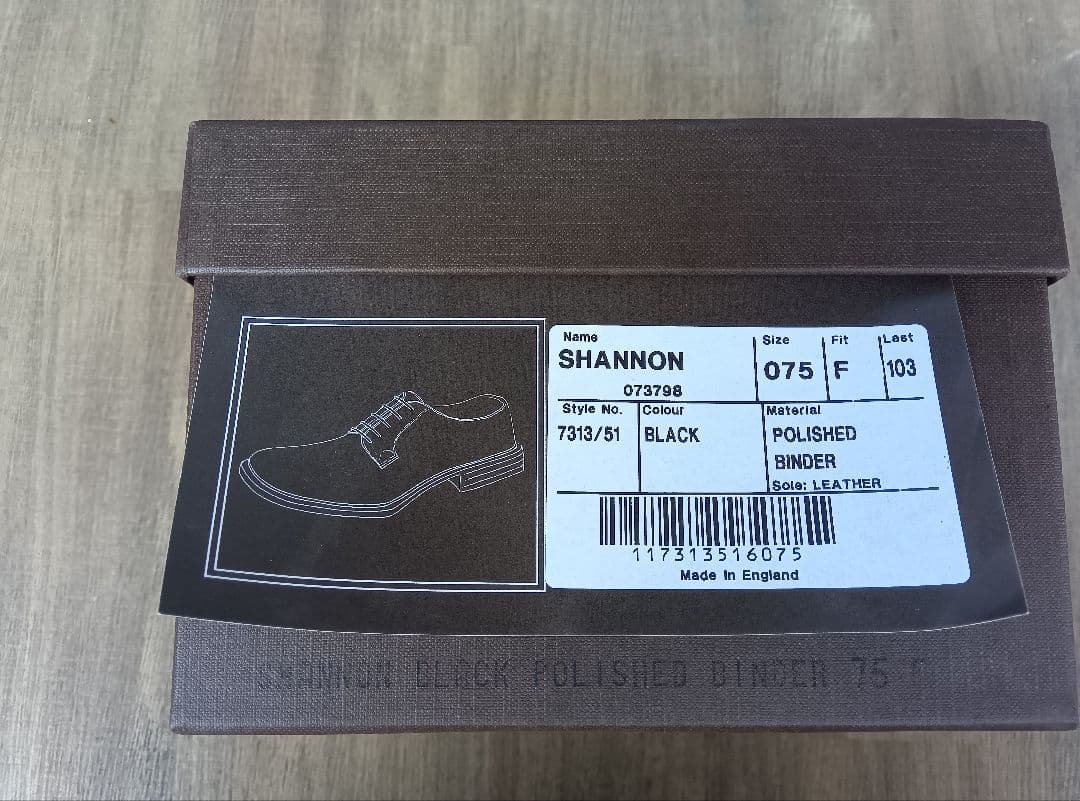 Name
SHANNON
073798
Size
075
Fit
F
Last
103
Style No.
7313/51
Colour
BLACK
Material
POLISHED
BINDER
Sole: LEATHER
117313516075
Made In England
SHANNON BLACK POLISHED BINDER 75 F